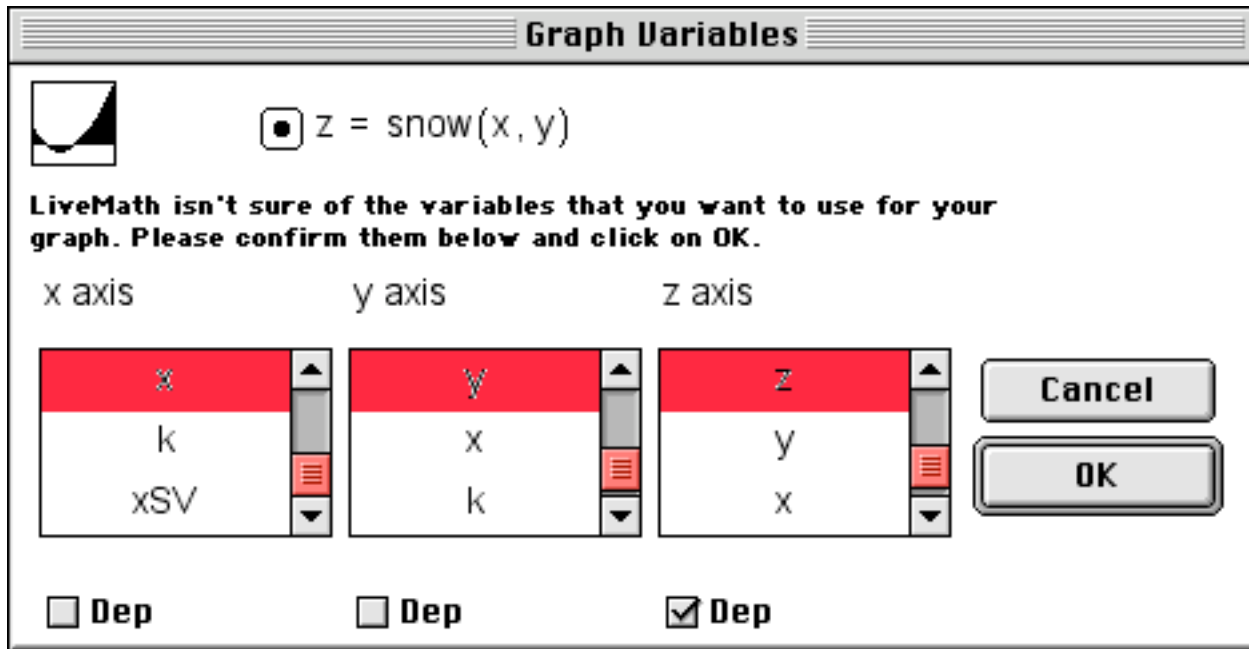 Graph Variables
z = snow(x, y)
LiveMath isn't sure of the variables that you want to use for your
graph. Please confirm them below and click on OK.
x axis
y axis
z axis
x
k
xSV
y
x
k
z
y
x
Cancel
OK
Dep
Dep
Dep